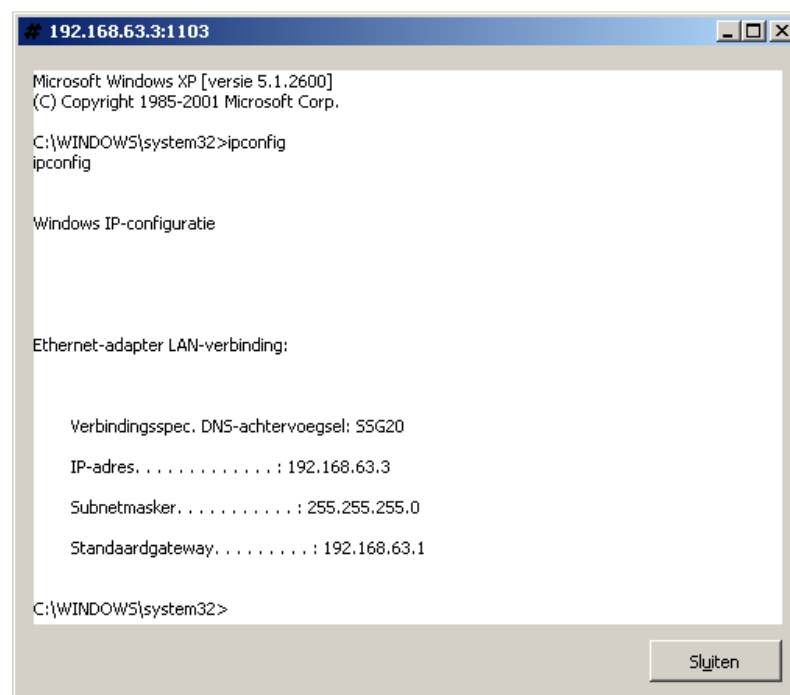 # 192.168.63.3:1103
Microsoft Windows XP [versie 5.1.2600]
(C) Copyright 1985-2001 Microsoft Corp.
C:\WINDOWS\system32>ipconfig
ipconfig
Windows IP-configuratie
Ethernet-adapter LAN-verbinding:
Verbindingsspec. DNS-achtervoegsel: SSG20
IP-adres. . . . . . . . . . . . . : 192.168.63.3
Subnetmasker. . . . . . . . . . . : 255.255.255.0
Standaardgateway. . . . . . . . . : 192.168.63.1
C:\WINDOWS\system32>
Sluiten